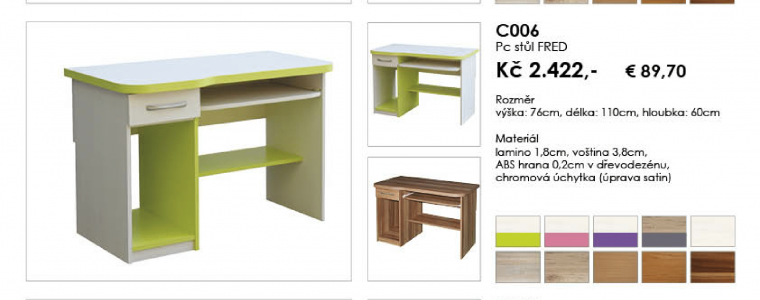 C006
Pc stůl FRED
Kč 2.422,- € 89,70
Rozměr
výška: 76cm, délka: 110cm, hloubka: 60cm
Materiál
lamino 1,8cm, voština 3,8cm,
ABS hrana 0,2cm v dřevodezénu,
chromová úchytka (úprava satin)